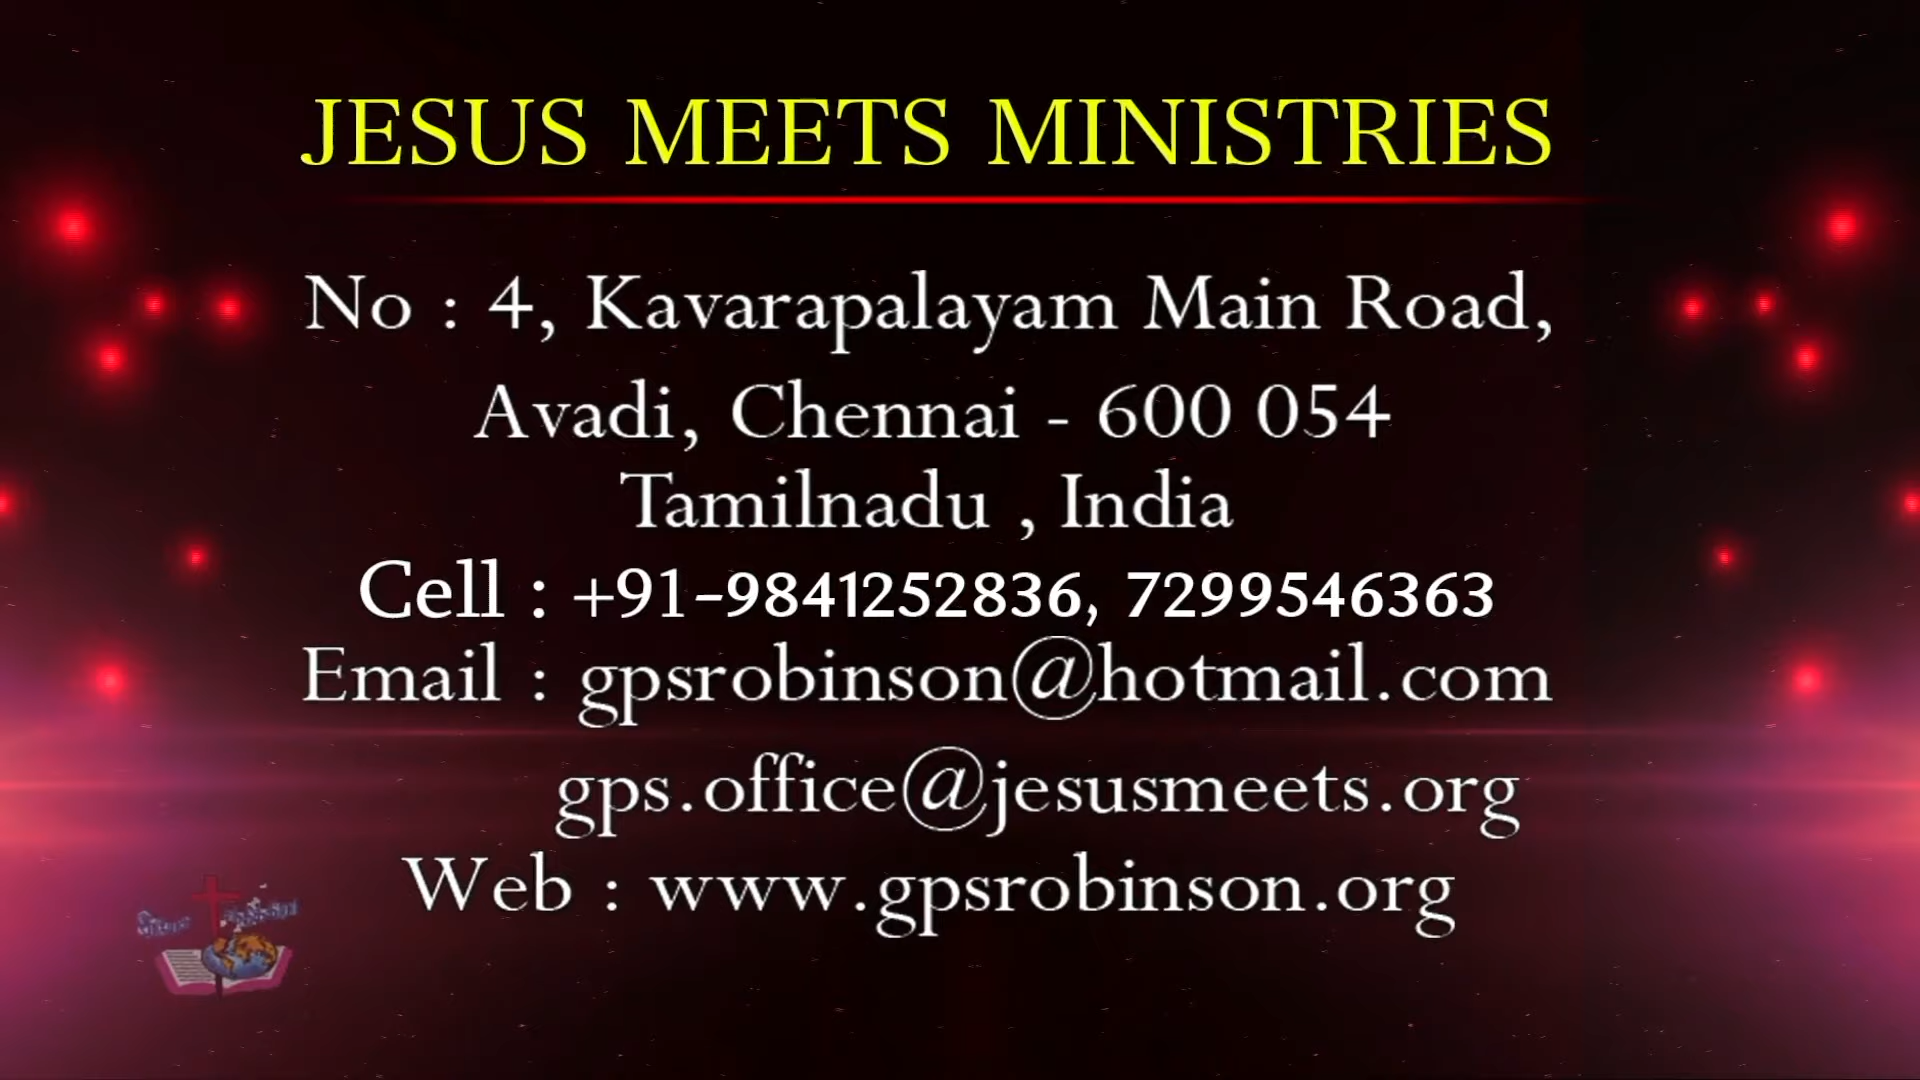 JESUS MEETS MINISTRIES
No : 4, Kavarapalayam Main Road,
Avadi, Chennai - 600 054
Tamilnadu , India
Cell : +91-9841252836, 7299546363
Email : gpsrobinson@hotmail.com
gps.office@jesusmeets.org
Web : www.gpsrobinson.org